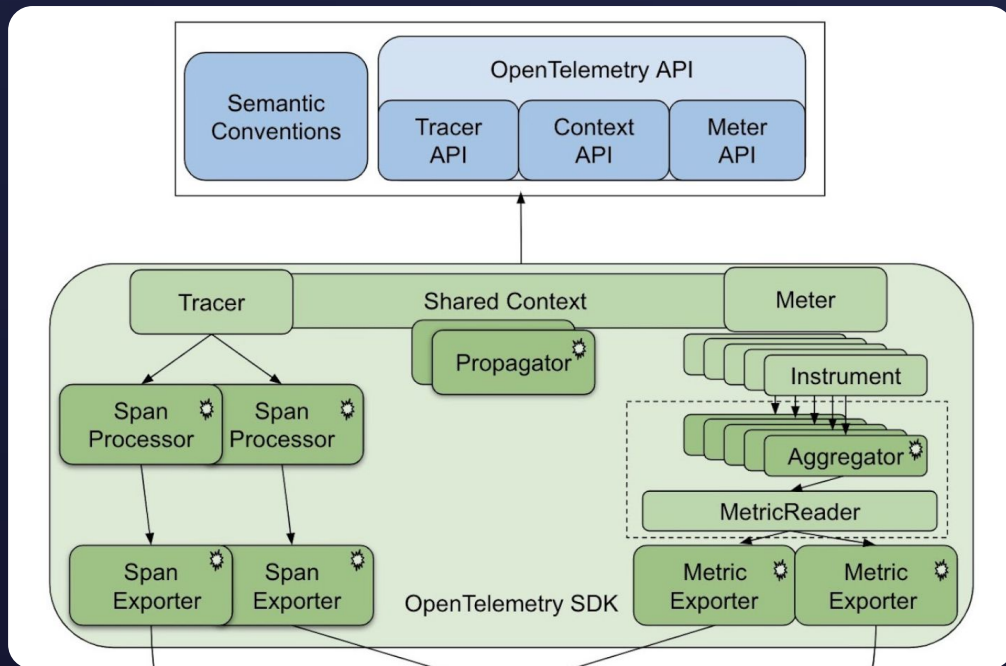 OpenTelemetry API
Semantic
Conventions
Tracer
API
Context
API
Meter
API
Tracer
Shared Context
Meter
Propagator
Instrument
Span
Processor
Span
Processor
Aggregator
MetricReader
Span
Exporter
Span
Exporter
OpenTelemetry SDK
Metric
Exporter
Metric
Exporter